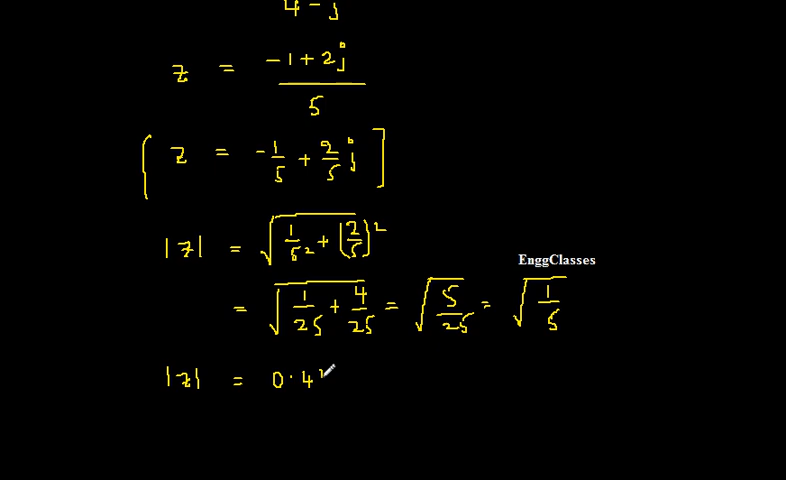 4 - j
z = -1 + 2j / 5
[ z = -1/5 + 2/5 j ]
|z| = √(1/5² + (2/5)²)
EnggClasses
= √(1/25 + 4/25) = √(5/25) = √(1/5)
|z| = 0.4